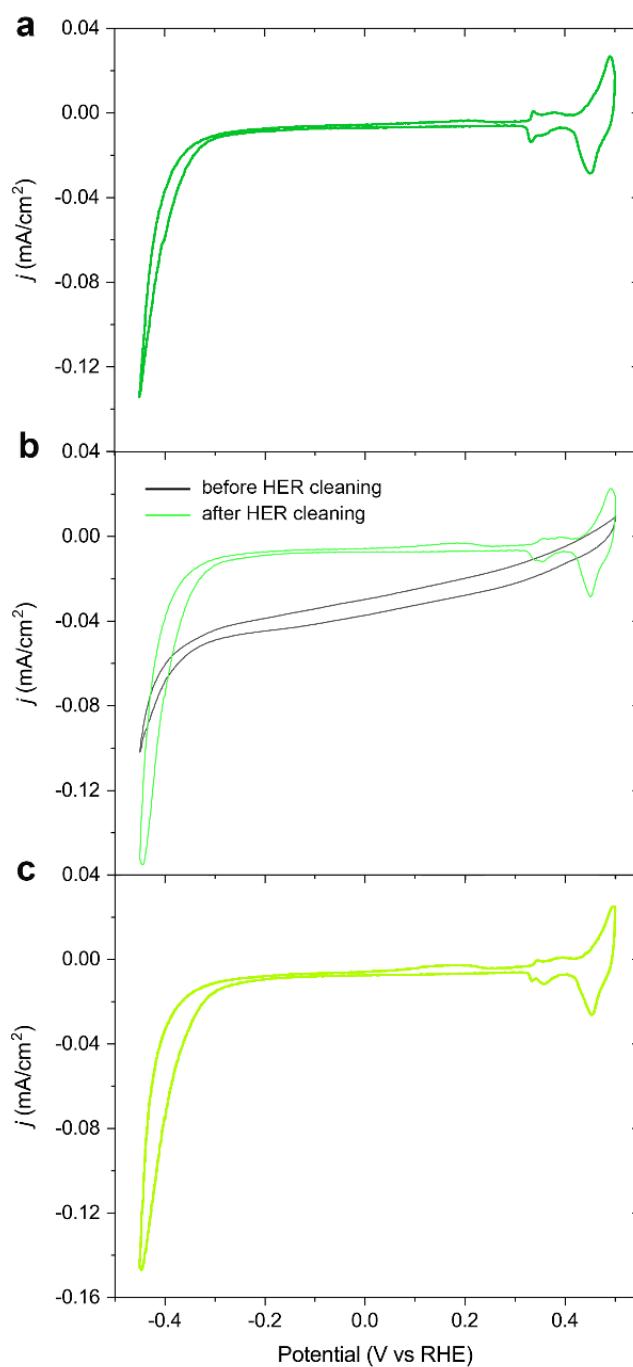 a
0.04
0.00
-0.04
-0.08
-0.12
j (mA/cm²)
b
0.04
0.00
-0.04
-0.08
-0.12
j (mA/cm²)
before HER cleaning
after HER cleaning
c
0.04
0.00
-0.04
-0.08
-0.12
-0.16
j (mA/cm²)
-0.4 -0.2 0.0 0.2 0.4
Potential (V vs RHE)